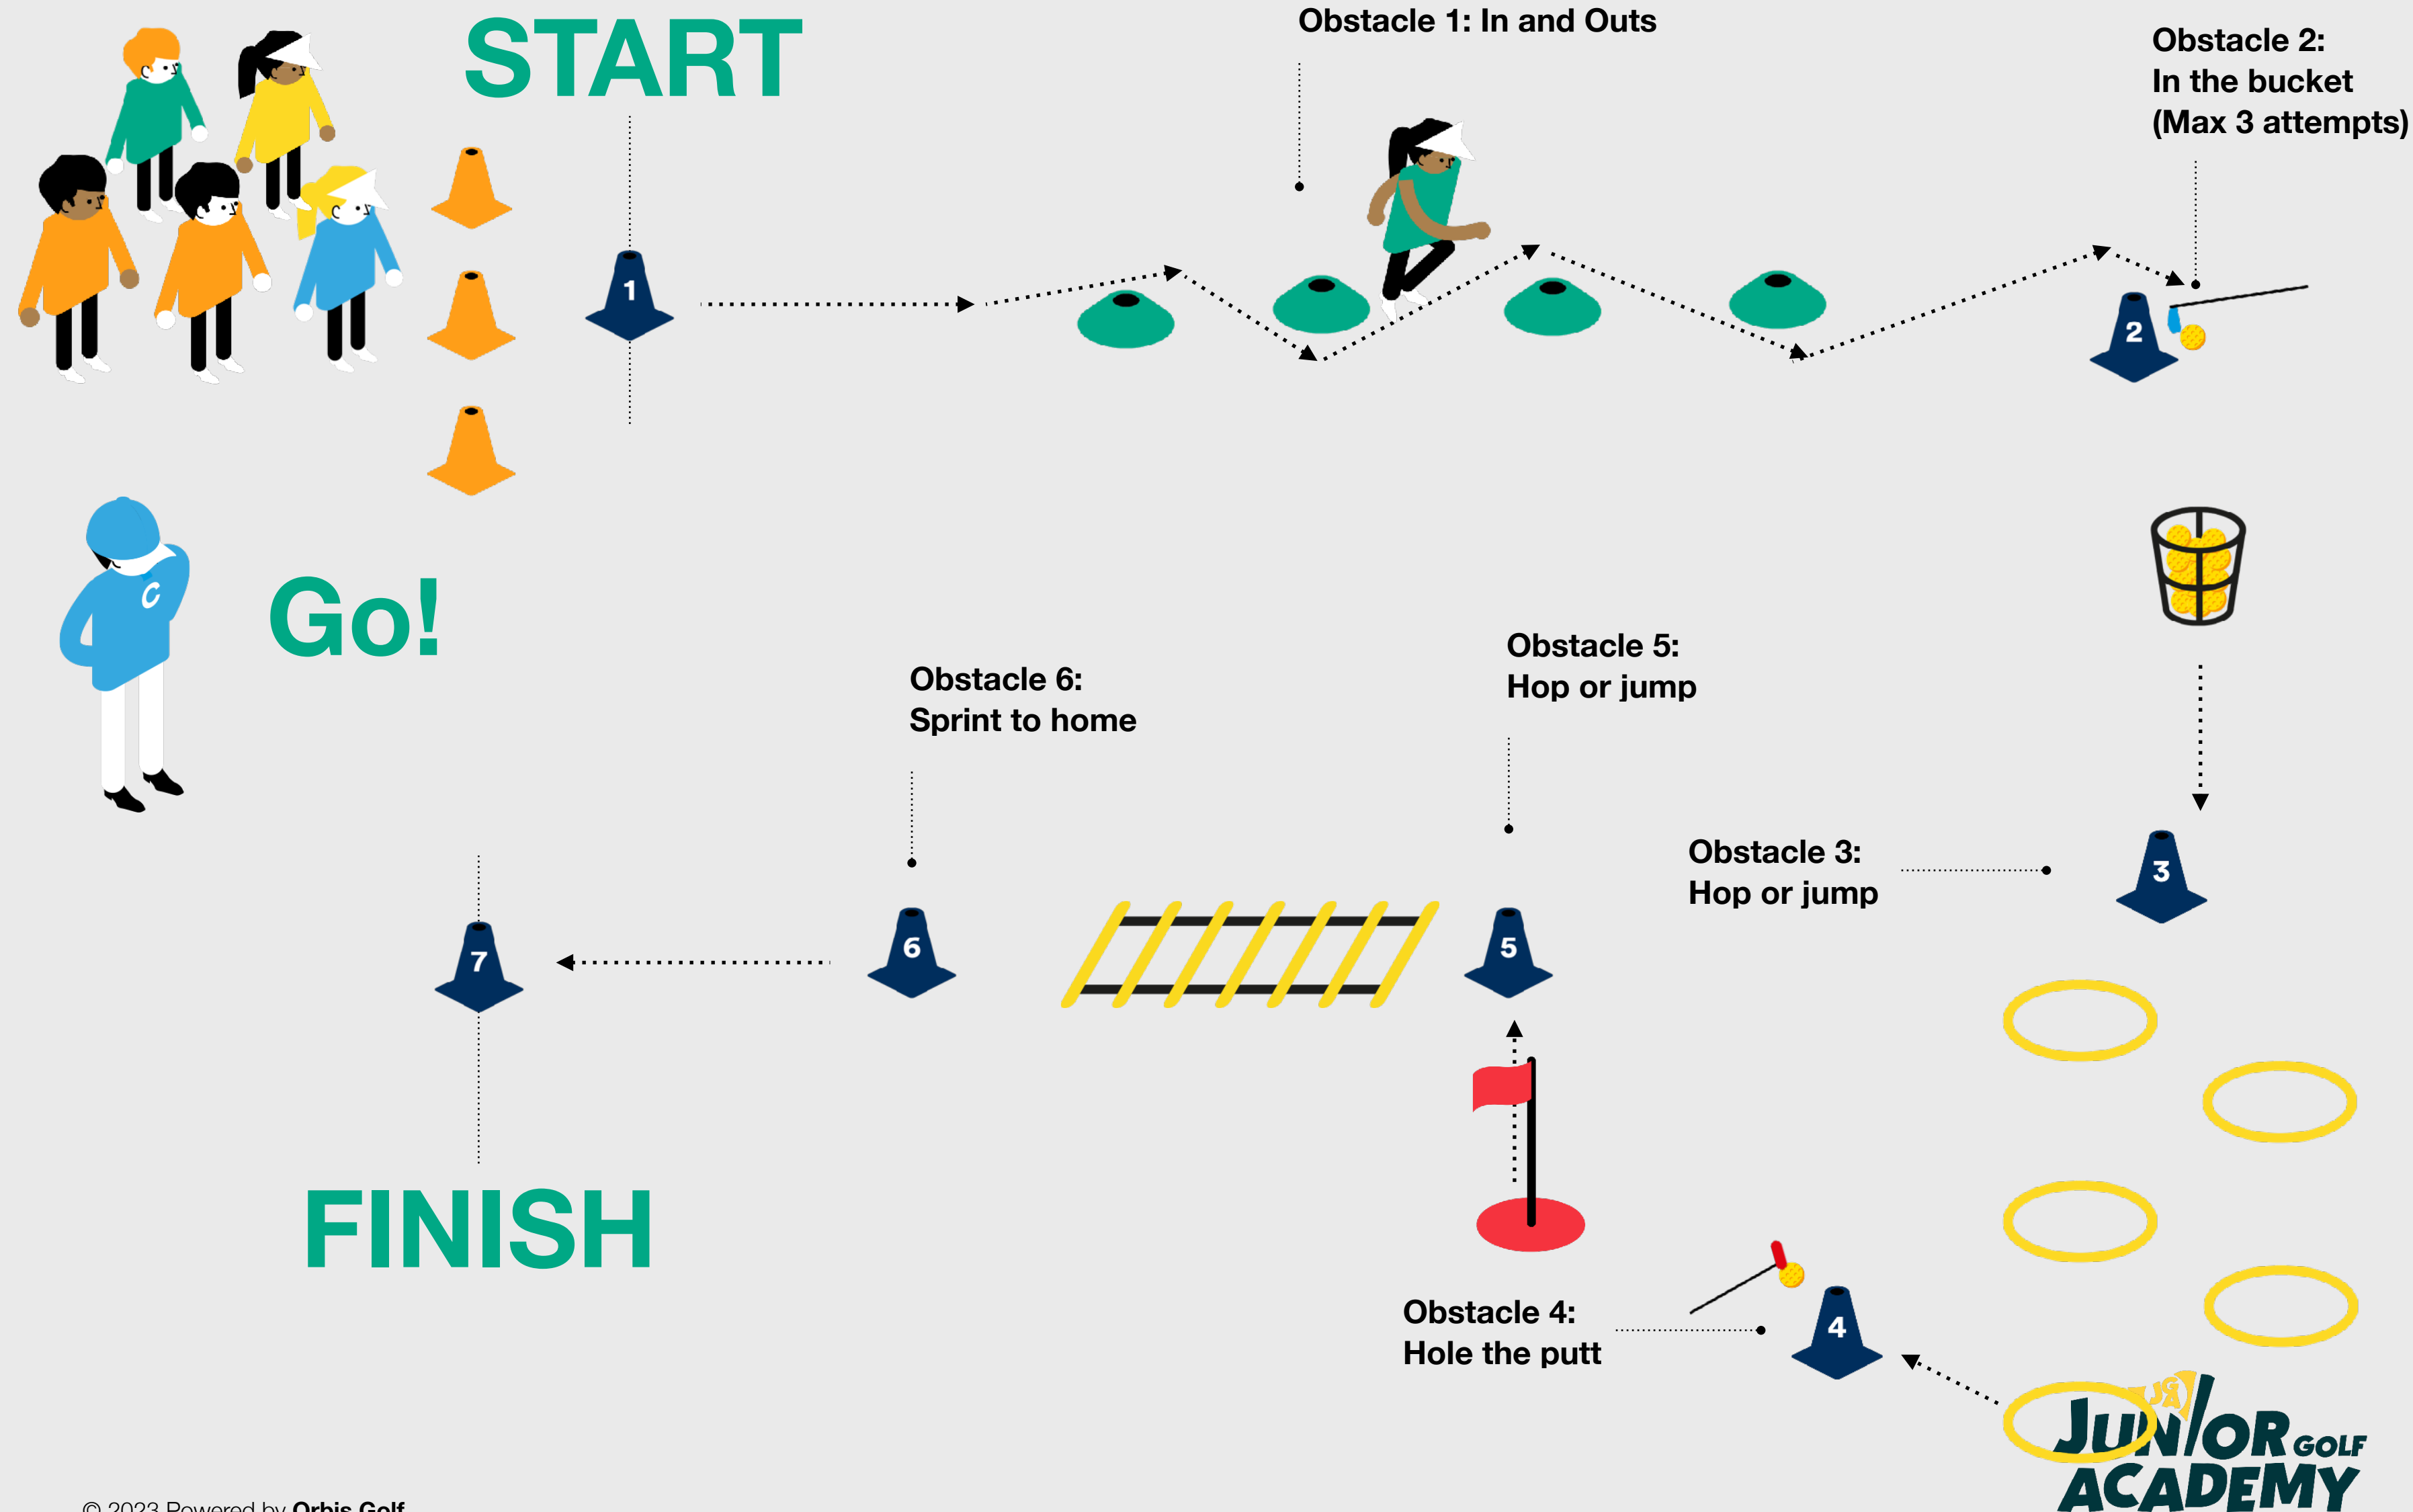 START
Obstacle 1: In and Outs
Obstacle 2:
In the bucket
(Max 3 attempts)
1
2
C
Go!
Obstacle 5:
Hop or jump
Obstacle 6:
Sprint to home
Obstacle 3:
Hop or jump
3
7
6
5
FINISH
Obstacle 4:
Hole the putt
4
JGA
JUNIOR GOLF
ACADEMY
© 2023 Powered by Orbis Golf